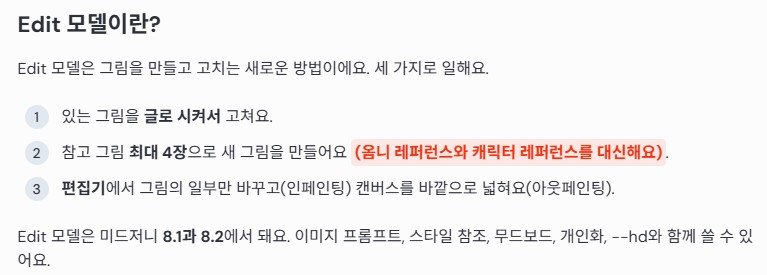 Edit 모델이란?
Edit 모델은 그림을 만들고 고치는 새로운 방법이에요. 세 가지로 일해요.
1 있는 그림을 글로 시켜서 고쳐요.
2 참고 그림 최대 4장으로 새 그림을 만들어요 (옴니 레퍼런스와 캐릭터 레퍼런스를 대신해요).
3 편집기에서 그림의 일부만 바꾸고(인페인팅) 캔버스를 바깥으로 넓혀요(아웃페인팅).
Edit 모델은 미드저니 8.1과 8.2에서 돼요. 이미지 프롬프트, 스타일 참조, 무드보드, 개인화, --hd와 함께 쓸 수 있
어요.